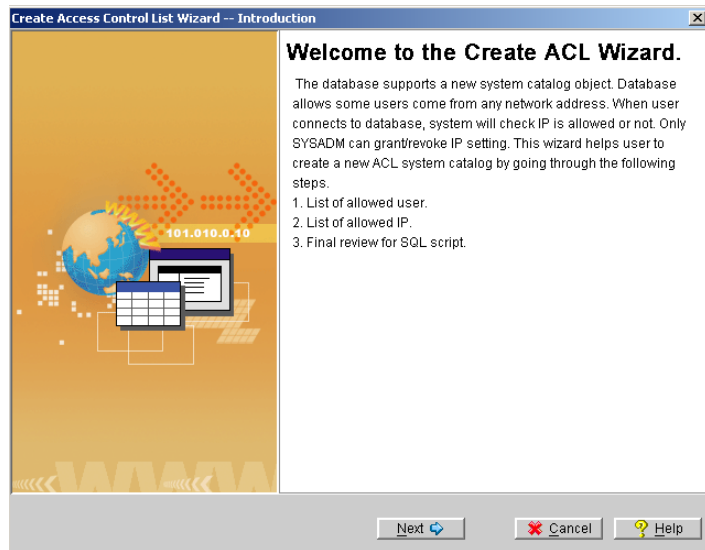 Create Access Control List Wizard -- Introduction
Welcome to the Create ACL Wizard.
The database supports a new system catalog object. Database
allows some users come from any network address. When user
connects to database, system will check IP is allowed or not. Only
SYSADM can grant/revoke IP setting. This wizard helps user to
create a new ACL system catalog by going through the following
steps.
1. List of allowed user.
2. List of allowed IP.
3. Final review for SQL script.
WWW
101.010.0.10
WWW
Next
Cancel
Help